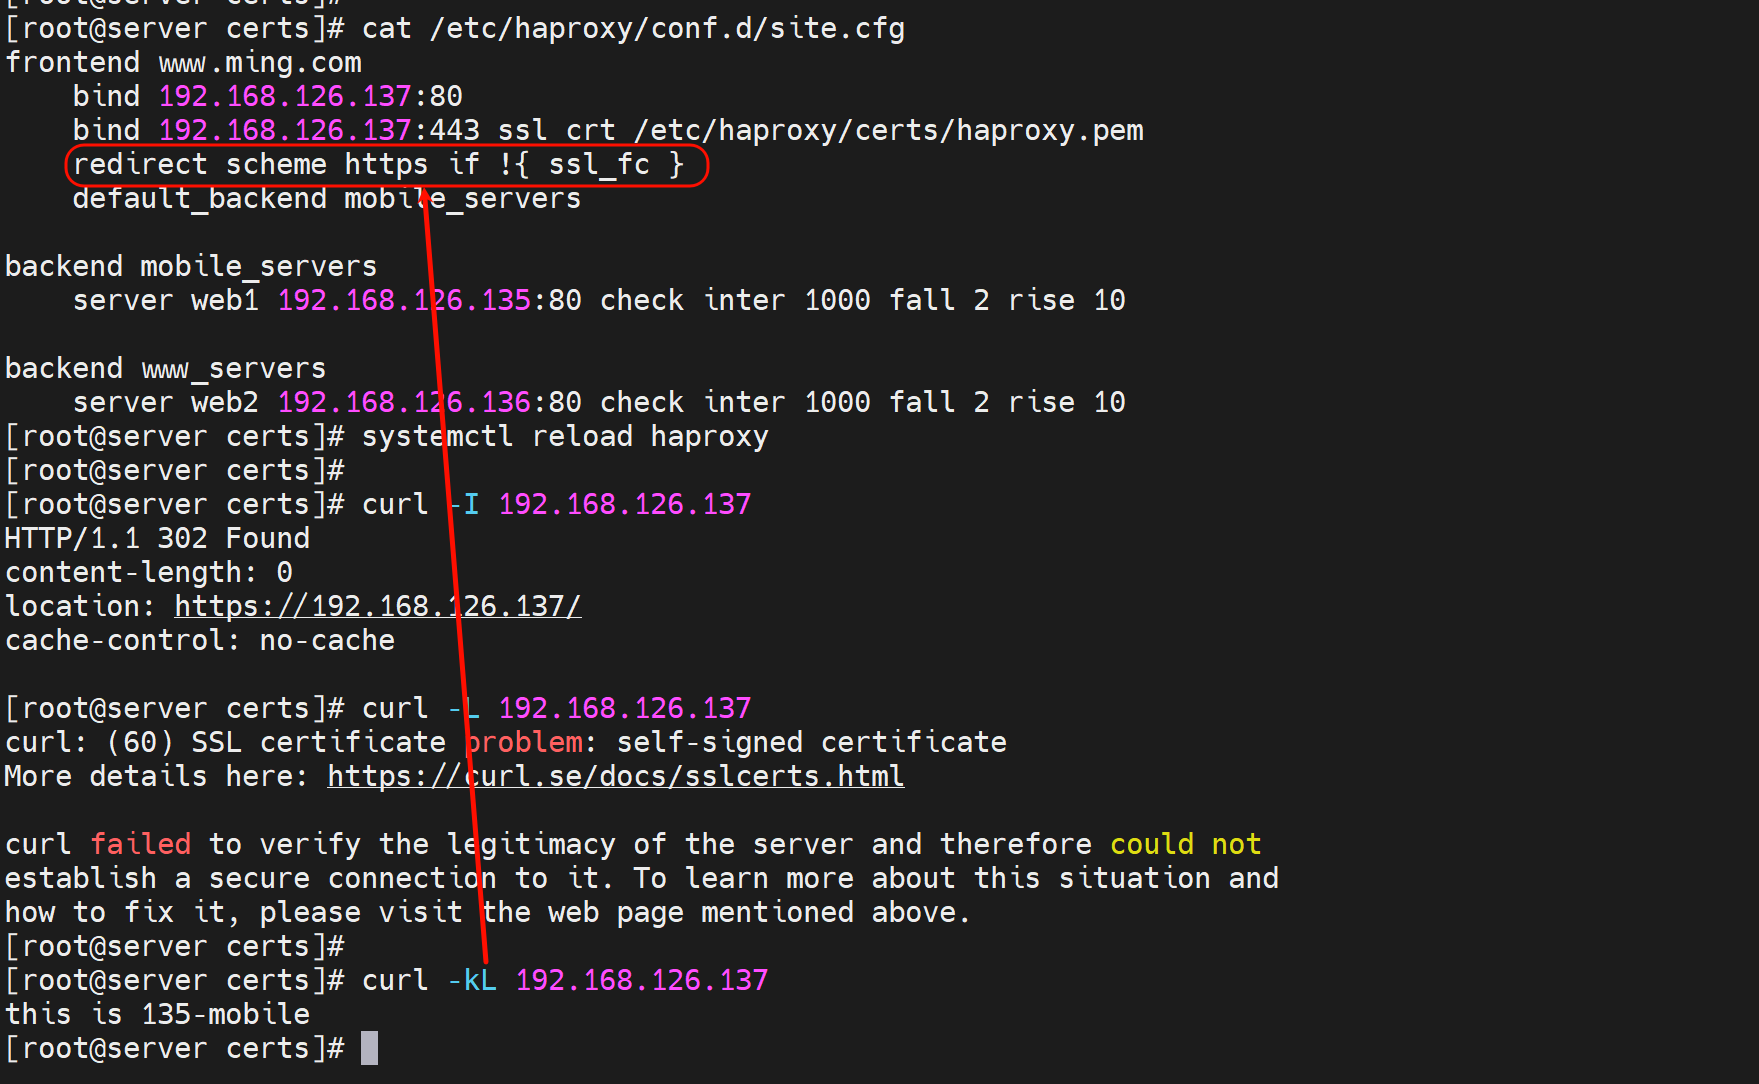 [root@server certs]#
[root@server certs]# cat /etc/haproxy/conf.d/site.cfg
frontend www.ming.com
    bind 192.168.126.137:80
    bind 192.168.126.137:443 ssl crt /etc/haproxy/certs/haproxy.pem
    redirect scheme https if !{ ssl_fc }
    default_backend mobile_servers

backend mobile_servers
    server web1 192.168.126.135:80 check inter 1000 fall 2 rise 10

backend www_servers
    server web2 192.168.126.136:80 check inter 1000 fall 2 rise 10
[root@server certs]# systemctl reload haproxy
[root@server certs]#
[root@server certs]# curl -I 192.168.126.137
HTTP/1.1 302 Found
content-length: 0
location: https://192.168.126.137/
cache-control: no-cache

[root@server certs]# curl -L 192.168.126.137
curl: (60) SSL certificate problem: self-signed certificate
More details here: https://curl.se/docs/sslcerts.html

curl failed to verify the legitimacy of the server and therefore could not
establish a secure connection to it. To learn more about this situation and
how to fix it, please visit the web page mentioned above.
[root@server certs]#
[root@server certs]# curl -kL 192.168.126.137
this is 135-mobile
[root@server certs]#